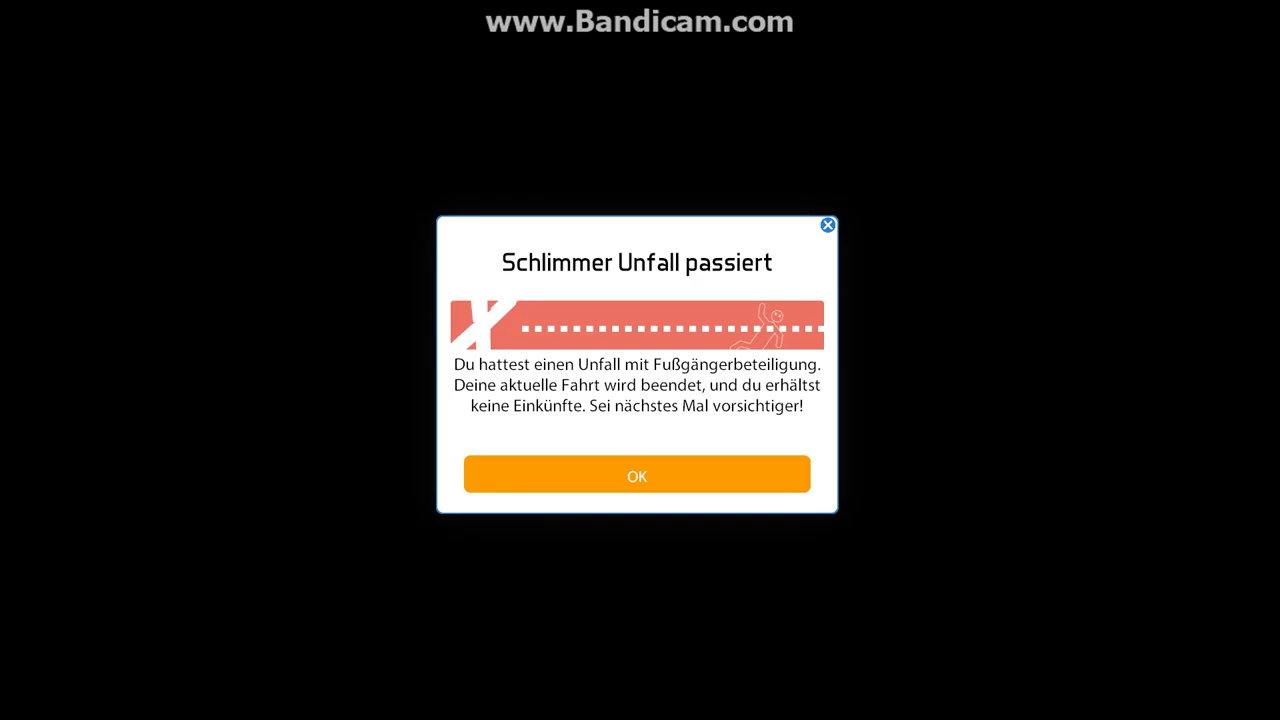 www.Bandicam.com
Schlimmer Unfall passiert
Du hattest einen Unfall mit Fußgängerbeteiligung.
Deine aktuelle Fahrt wird beendet, und du erhältst
keine Einkünfte. Sei nächstes Mal vorsichtiger!
OK